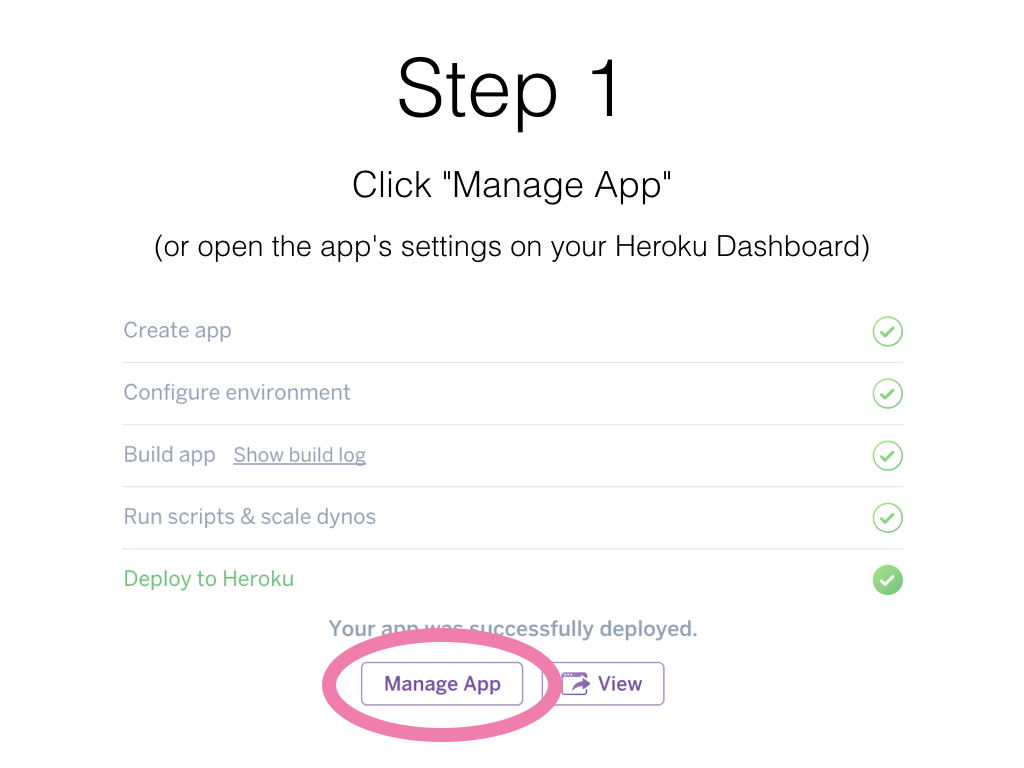 Step 1
Click "Manage App"
(or open the app's settings on your Heroku Dashboard)
Create app
Configure environment
Build app Show build log
Run scripts & scale dynos
Deploy to Heroku
Your app was successfully deployed.
Manage App View